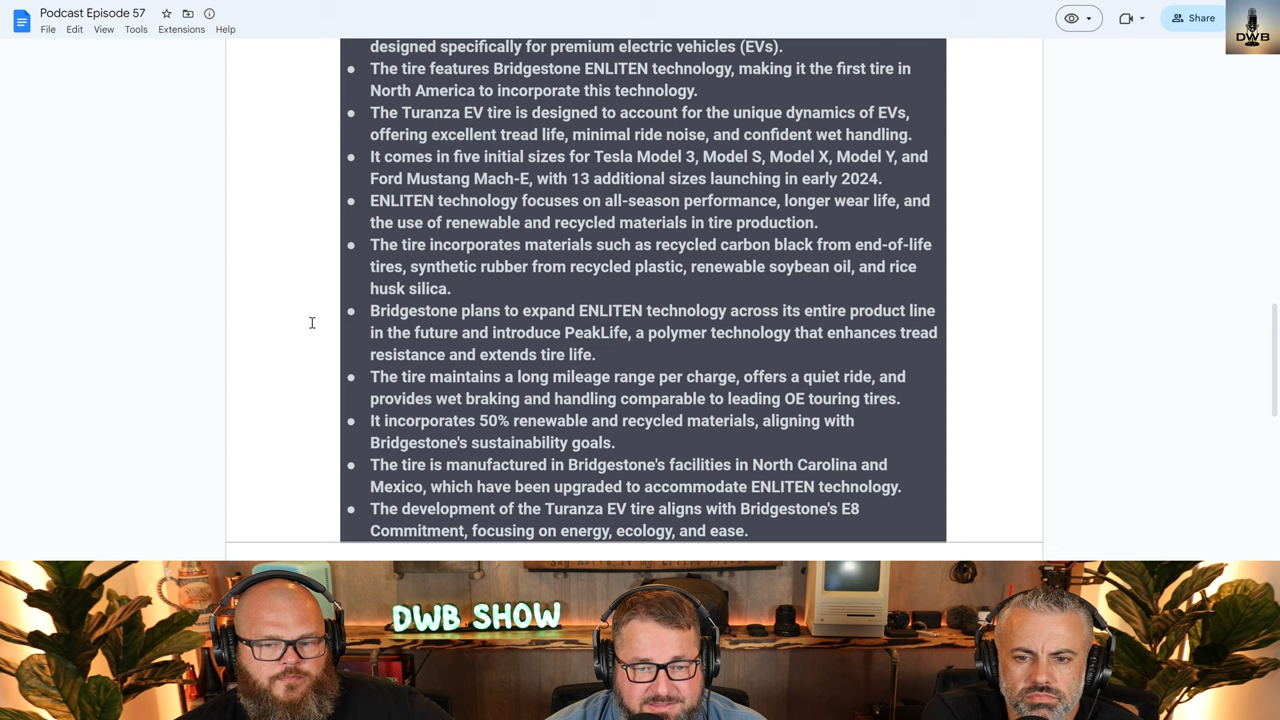 Podcast Episode 57
File Edit View Tools Extensions Help
Share
DWB
designed specifically for premium electric vehicles (EVs).
● The tire features Bridgestone ENLITEN technology, making it the first tire in
North America to incorporate this technology.
● The Turanza EV tire is designed to account for the unique dynamics of EVs,
offering excellent tread life, minimal ride noise, and confident wet handling.
● It comes in five initial sizes for Tesla Model 3, Model S, Model X, Model Y, and
Ford Mustang Mach-E, with 13 additional sizes launching in early 2024.
● ENLITEN technology focuses on all-season performance, longer wear life, and
the use of renewable and recycled materials in tire production.
● The tire incorporates materials such as recycled carbon black from end-of-life
tires, synthetic rubber from recycled plastic, renewable soybean oil, and rice
husk silica.
● Bridgestone plans to expand ENLITEN technology across its entire product line
in the future and introduce PeakLife, a polymer technology that enhances tread
resistance and extends tire life.
● The tire maintains a long mileage range per charge, offers a quiet ride, and
provides wet braking and handling comparable to leading OE touring tires.
● It incorporates 50% renewable and recycled materials, aligning with
Bridgestone's sustainability goals.
● The tire is manufactured in Bridgestone's facilities in North Carolina and
Mexico, which have been upgraded to accommodate ENLITEN technology.
● The development of the Turanza EV tire aligns with Bridgestone's E8
Commitment, focusing on energy, ecology, and ease.
DWB SHOW